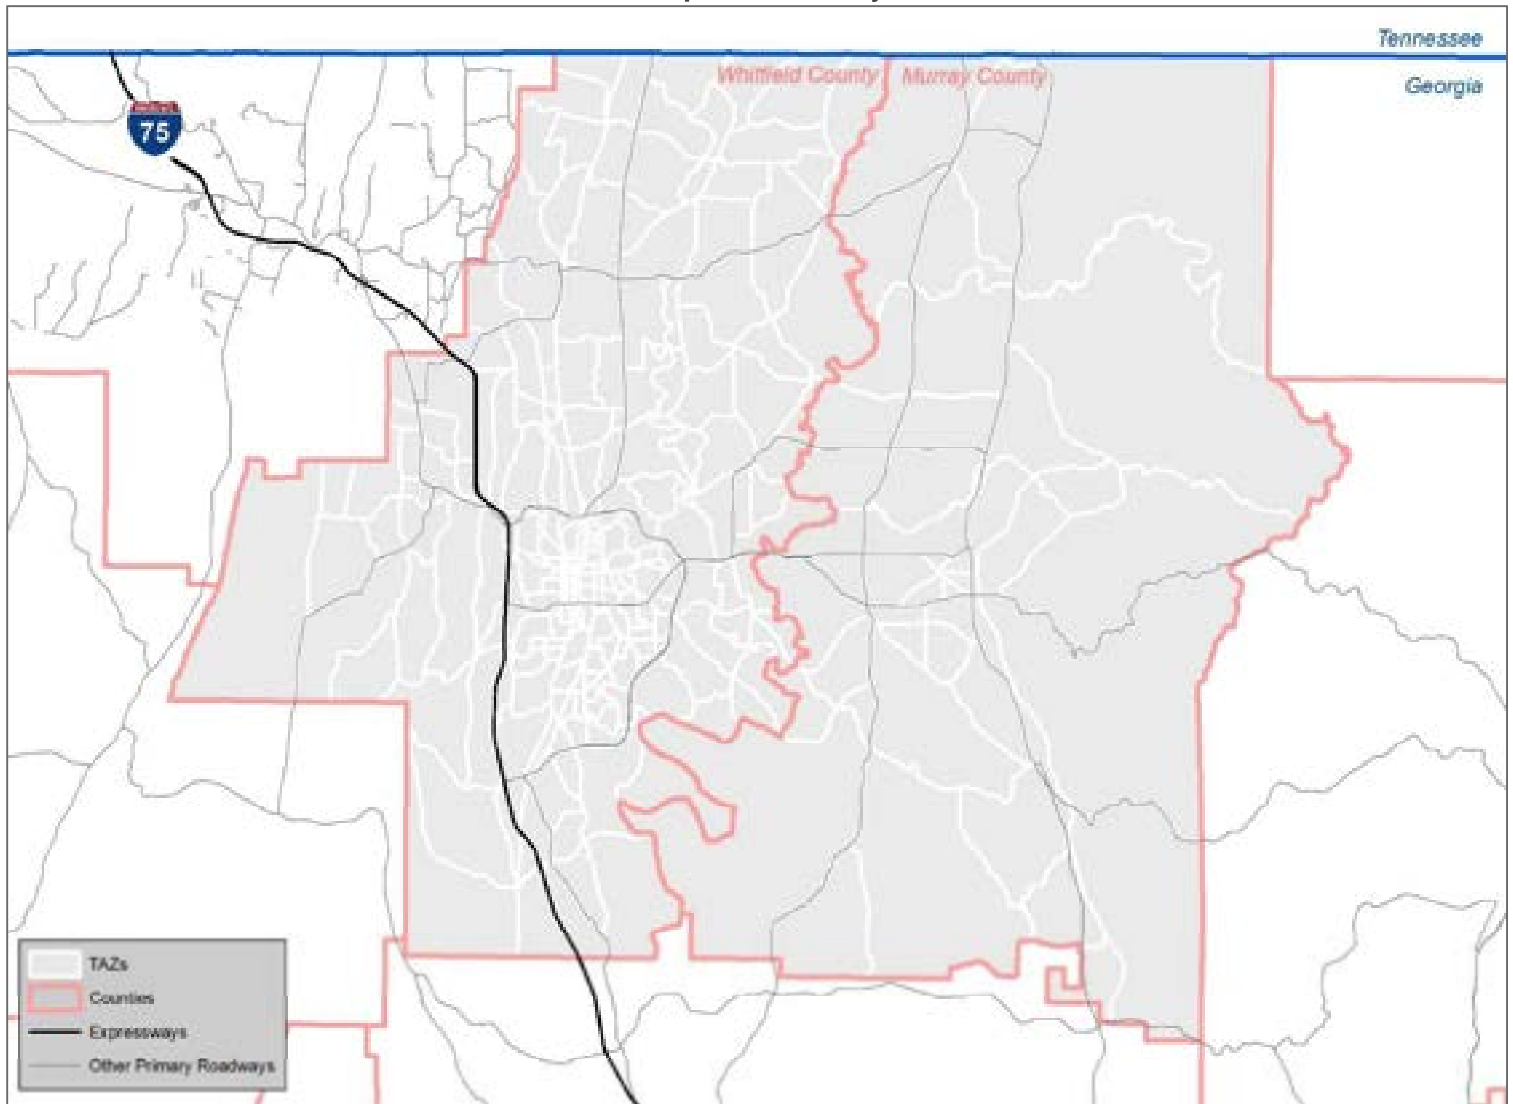 Tennessee
Whitfield County
Murray County
Georgia
75
TAZs
Counties
Expressways
Other Primary Roadways